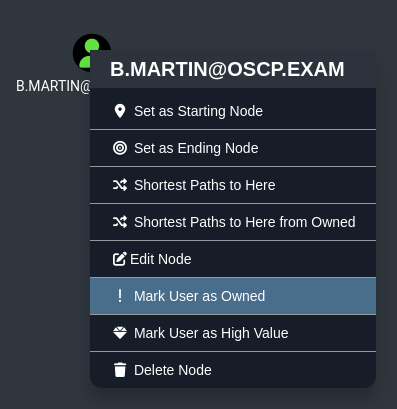 B.MARTIN@OSCP.EXAM
B.MARTIN@
Set as Starting Node
Set as Ending Node
Shortest Paths to Here
Shortest Paths to Here from Owned
Edit Node
Mark User as Owned
Mark User as High Value
Delete Node